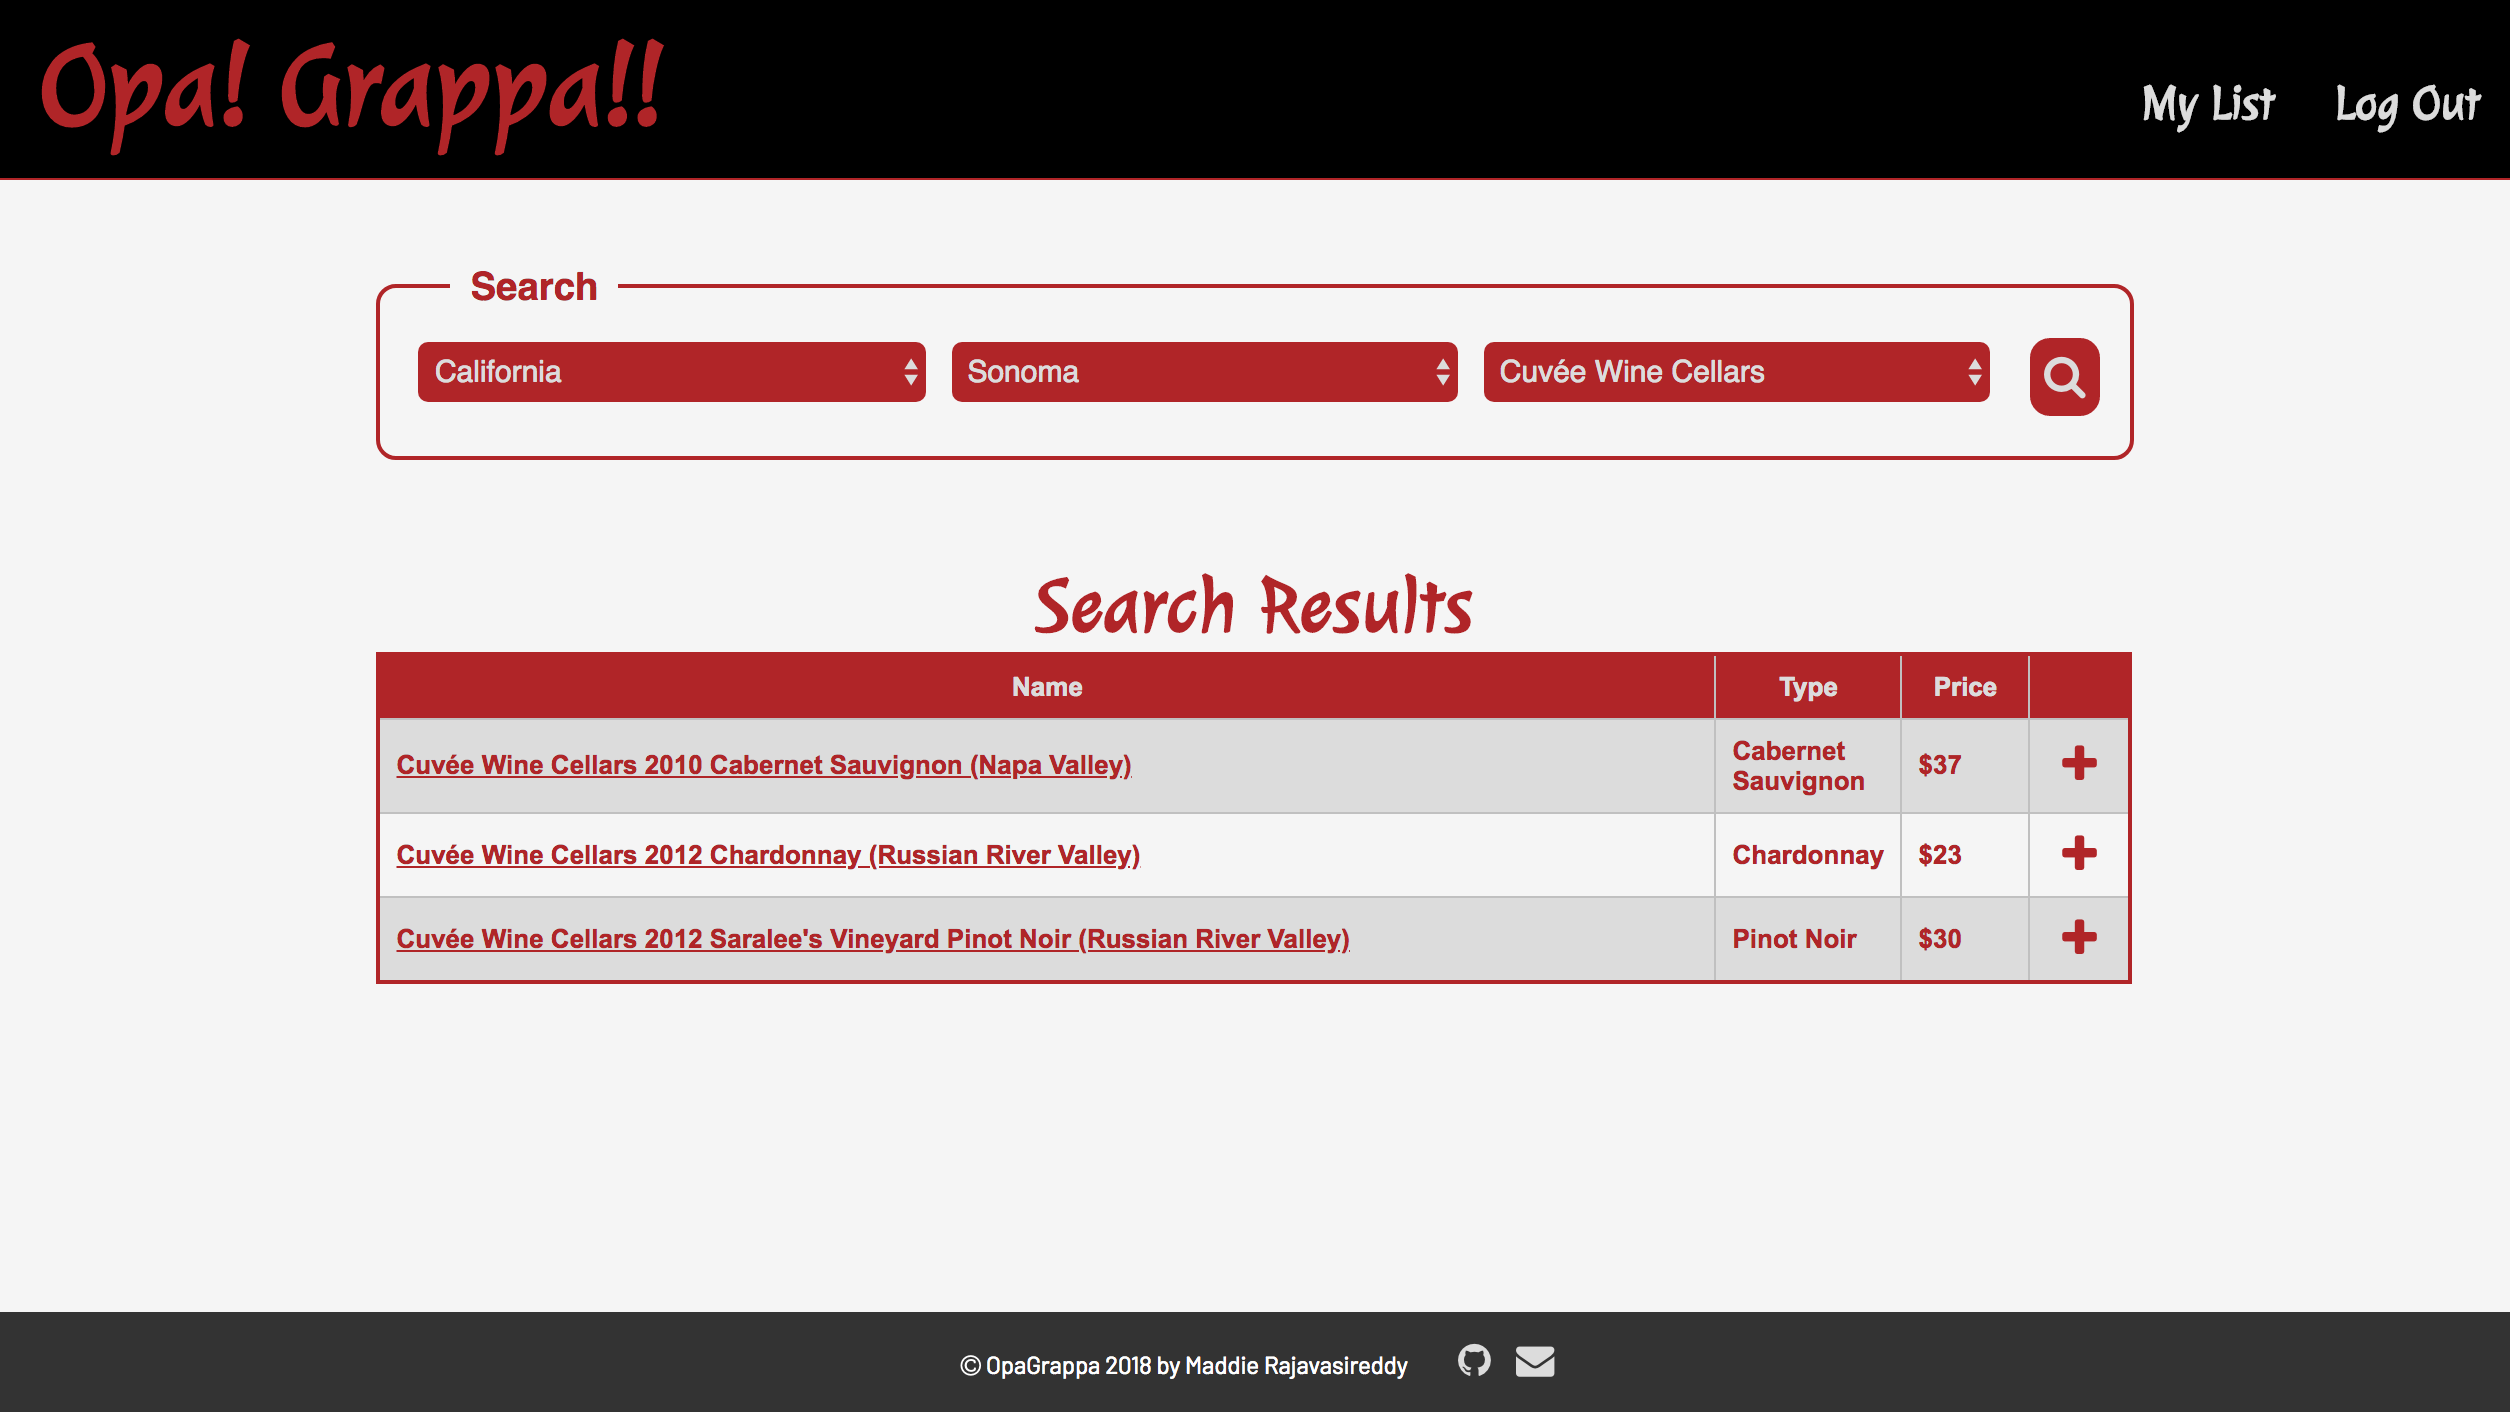 Opa! Grappa!!
My List Log Out
Search
California Sonoma Cuvée Wine Cellars
Search Results
Name Type Price
Cuvée Wine Cellars 2010 Cabernet Sauvignon (Napa Valley) Cabernet Sauvignon $37
Cuvée Wine Cellars 2012 Chardonnay (Russian River Valley) Chardonnay $23
Cuvée Wine Cellars 2012 Saralee's Vineyard Pinot Noir (Russian River Valley) Pinot Noir $30
© OpaGrappa 2018 by Maddie Rajavasireddy